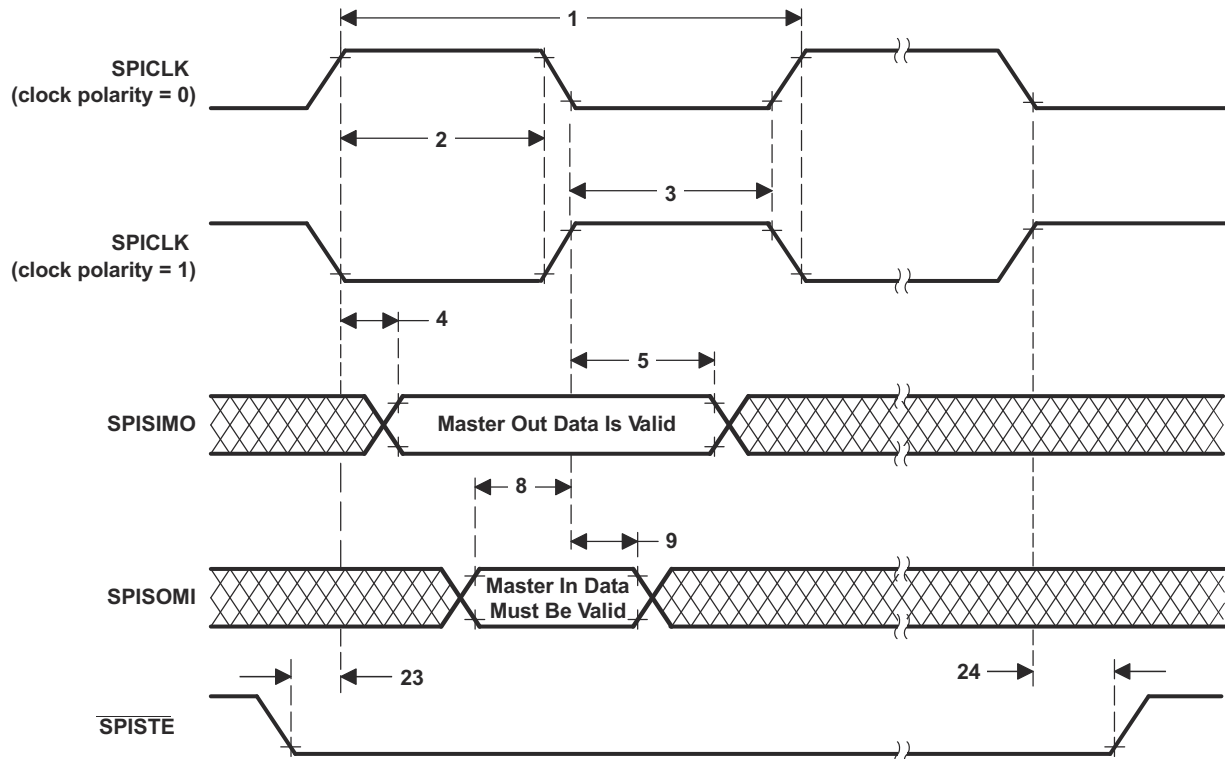 1
SPICLK
(clock polarity = 0)
2
3
SPICLK
(clock polarity = 1)
4
5
SPISIMO
Master Out Data Is Valid
8
9
SPISOMI
Master In Data
Must Be Valid
23
24
SPISTE